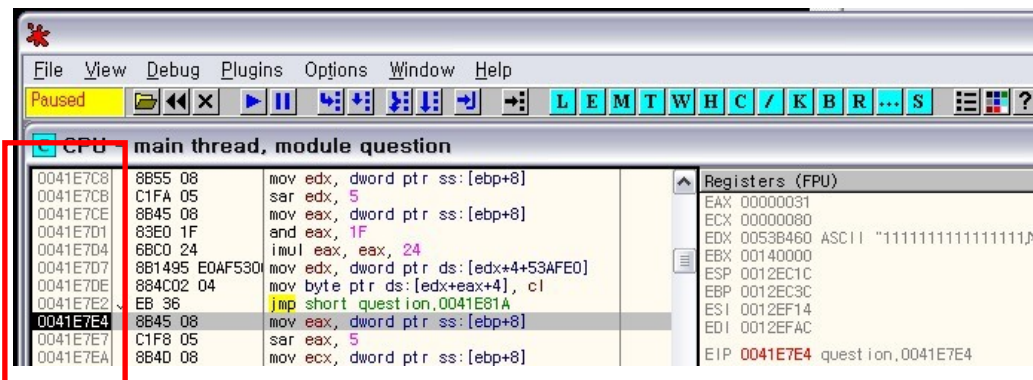 File View Debug Plugins Options Window Help
Paused L E M T W H C / K B R ... S ?
C CPU - main thread, module question
0041E7C8 8B55 08 mov edx, dword ptr ss:[ebp+8]
0041E7CB C1FA 05 sar edx, 5
0041E7CE 8B45 08 mov eax, dword ptr ss:[ebp+8]
0041E7D1 83E0 1F and eax, 1F
0041E7D4 6BC0 24 imul eax, eax, 24
0041E7D7 8B1495 E0AF530 mov edx, dword ptr ds:[edx*4+53AFE0]
0041E7DE 884C02 04 mov byte ptr ds:[edx+eax+4], cl
0041E7E2 EB 36 jmp short question.0041E81A
0041E7E4 8B45 08 mov eax, dword ptr ss:[ebp+8]
0041E7E7 C1F8 05 sar eax, 5
0041E7EA 8B4D 08 mov ecx, dword ptr ss:[ebp+8]
Registers (FPU)
EAX 00000031
ECX 00000080
EDX 0053B460 ASCII "1111111111111111,
EBX 00140000
ESP 0012EC1C
EBP 0012EC3C
ESI 0012EF14
EDI 0012EFAC
EIP 0041E7E4 question.0041E7E4